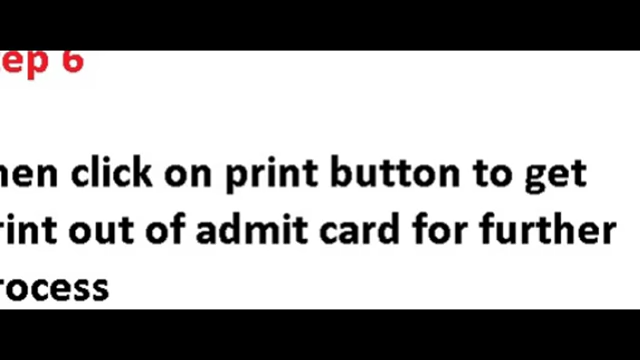 ep 6
hen click on print button to get
rint out of admit card for further
rocess